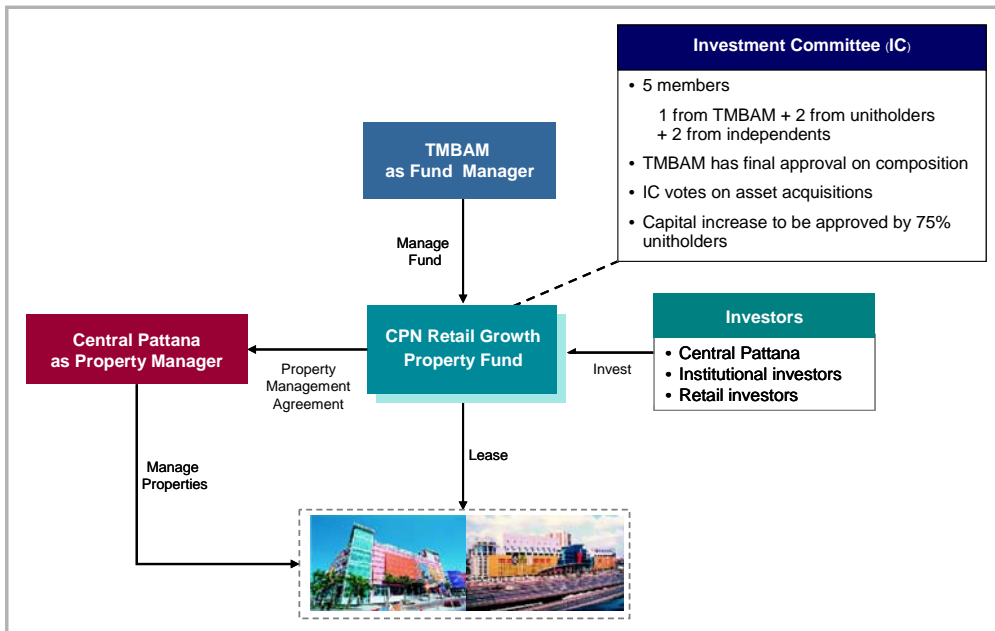 Investment Committee (IC)
• 5 members
1 from TMBAM + 2 from unitholders
+ 2 from independents
• TMBAM has final approval on composition
• IC votes on asset acquisitions
• Capital increase to be approved by 75%
unitholders
TMBAM
as Fund Manager
Manage
Fund
Central Pattana
as Property Manager
Property
Management
Agreement
CPN Retail Growth
Property Fund
Invest
Investors
• Central Pattana
• Institutional investors
• Retail investors
Manage
Properties
Lease